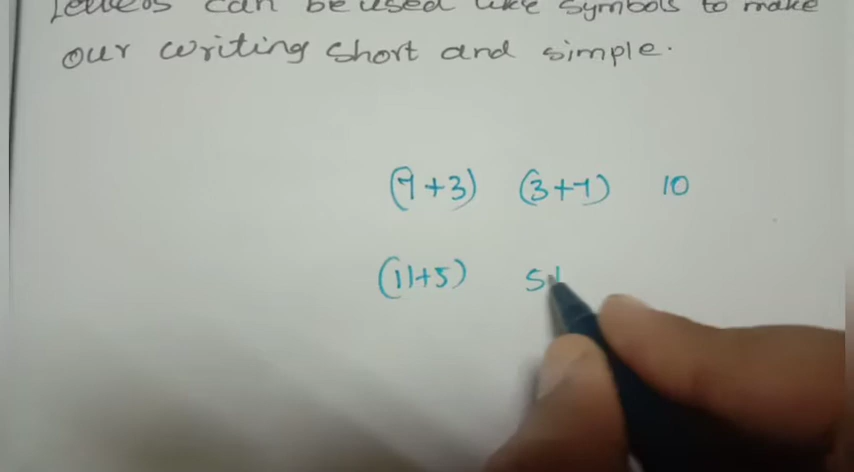 Letters can be used like symbols to make
our writing short and simple.
(7+3) (3+7) 10
(11+5) 5+